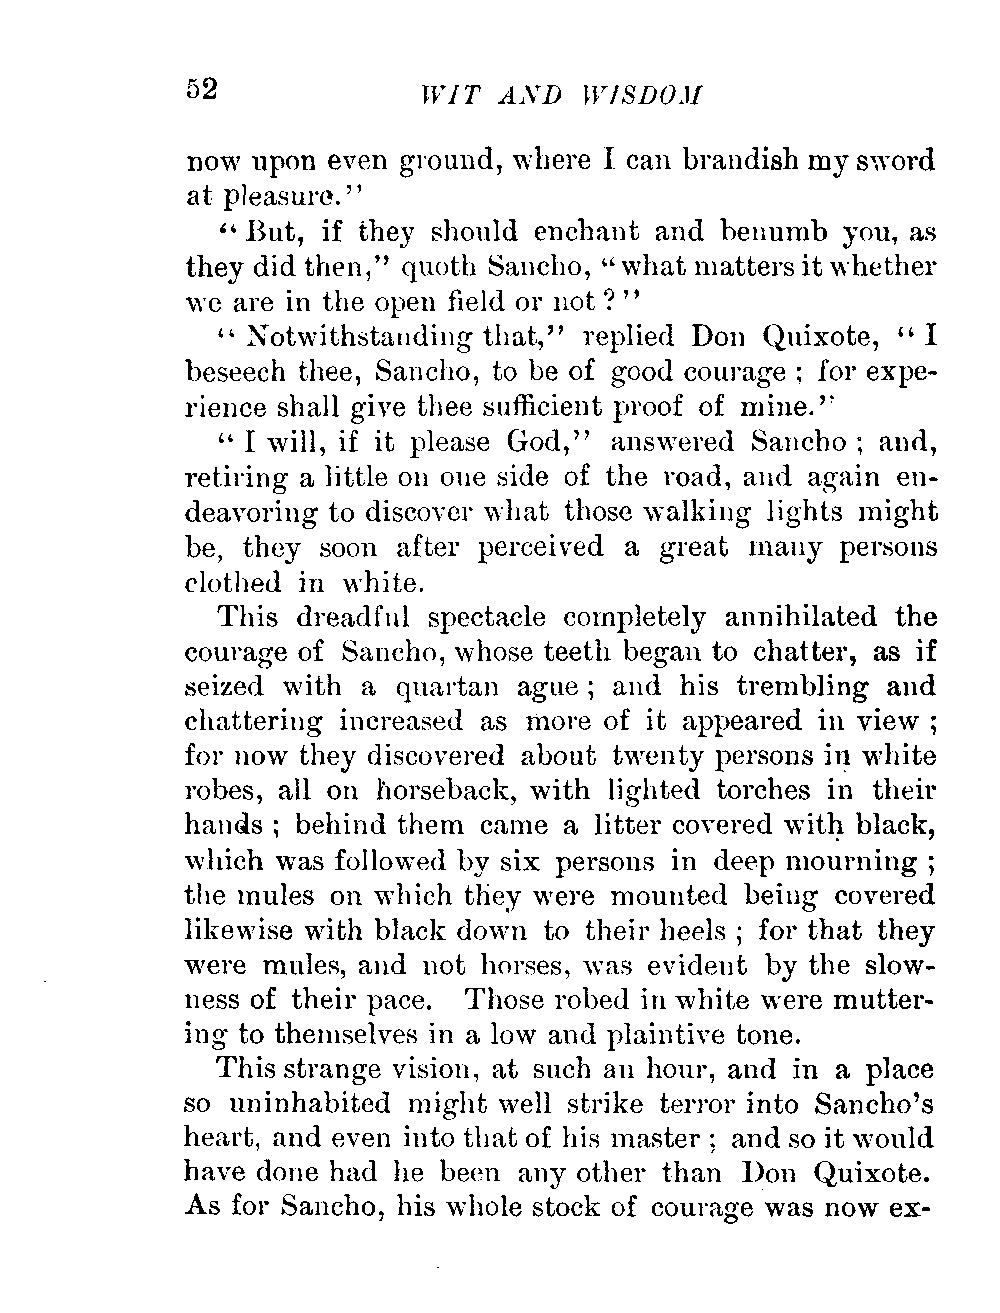 52 WIT AND WISDOM
now upon even ground, where I can brandish my sword
at pleasure."
"But, if they should enchant and benumb you, as
they did then," quoth Sancho, "what matters it whether
we are in the open field or not?"
"Notwithstanding that," replied Don Quixote, "I
beseech thee, Sancho, to be of good courage; for expe-
rience shall give thee sufficient proof of mine."
"I will, if it please God," answered Sancho; and,
retiring a little on one side of the road, and again en-
deavoring to discover what those walking lights might
be, they soon after perceived a great many persons
clothed in white.
This dreadful spectacle completely annihilated the
courage of Sancho, whose teeth began to chatter, as if
seized with a quartan ague; and his trembling and
chattering increased as more of it appeared in view;
for now they discovered about twenty persons in white
robes, all on horseback, with lighted torches in their
hands; behind them came a litter covered with black,
which was followed by six persons in deep mourning;
the mules on which they were mounted being covered
likewise with black down to their heels; for that they
were mules, and not horses, was evident by the slow-
ness of their pace. Those robed in white were mutter-
ing to themselves in a low and plaintive tone.
This strange vision, at such an hour, and in a place
so uninhabited might well strike terror into Sancho's
heart, and even into that of his master; and so it would
have done had he been any other than Don Quixote.
As for Sancho, his whole stock of courage was now ex-